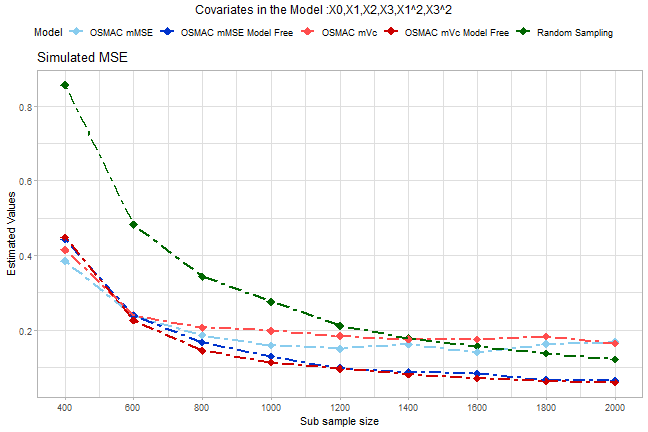 Covariates in the Model :X0,X1,X2,X3,X1^2,X3^2
Model OSMAC mMSE OSMAC mMSE Model Free OSMAC mVc OSMAC mVc Model Free Random Sampling
Simulated MSE
Estimated Values
0.8
0.6
0.4
0.2
400 600 800 1000 1200 1400 1600 1800 2000
Sub sample size